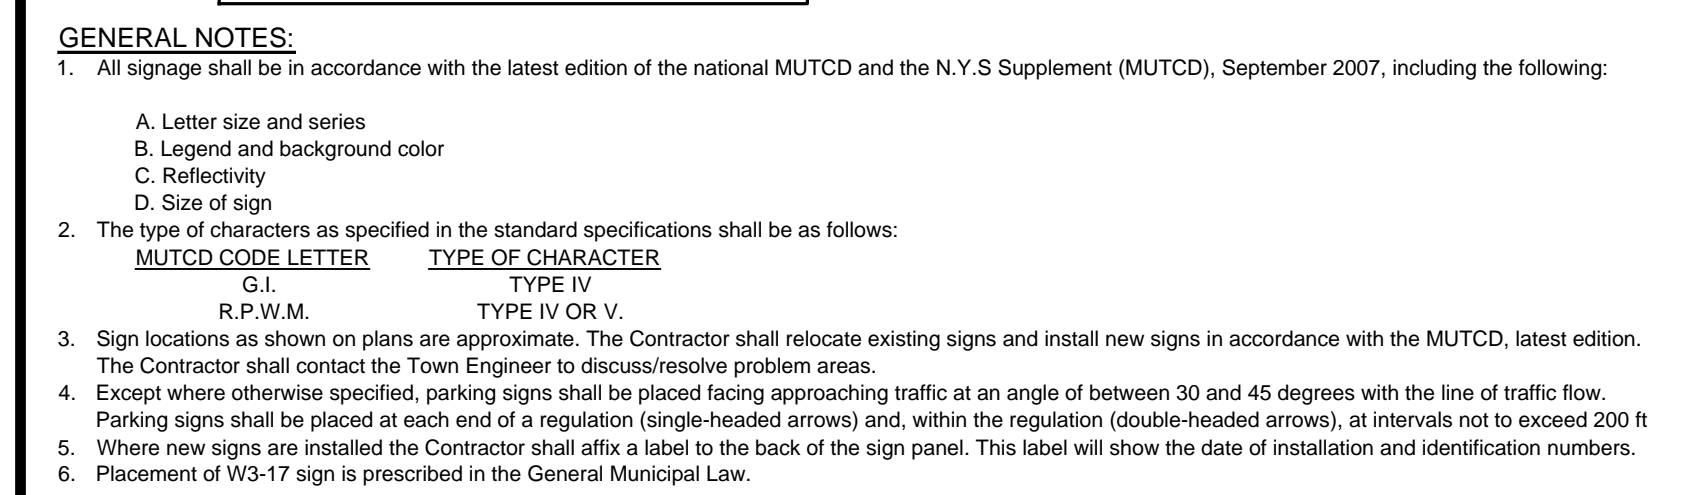 GENERAL NOTES:
1. All signage shall be in accordance with the latest edition of the national MUTCD and the N.Y.S Supplement (MUTCD), September 2007, including the following:
A. Letter size and series
B. Legend and background color
C. Reflectivity
D. Size of sign
2. The type of characters as specified in the standard specifications shall be as follows:
MUTCD CODE LETTER TYPE OF CHARACTER
G.I. TYPE IV
R.P.W.M. TYPE IV OR V.
3. Sign locations as shown on plans are approximate. The Contractor shall relocate existing signs and install new signs in accordance with the MUTCD, latest edition.
The Contractor shall contact the Town Engineer to discuss/resolve problem areas.
4. Except where otherwise specified, parking signs shall be placed facing approaching traffic at an angle of between 30 and 45 degrees with the line of traffic flow.
Parking signs shall be placed at each end of a regulation (single-headed arrows) and, within the regulation (double-headed arrows), at intervals not to exceed 200 ft
5. Where new signs are installed the Contractor shall affix a label to the back of the sign panel. This label will show the date of installation and identification numbers.
6. Placement of W3-17 sign is prescribed in the General Municipal Law.